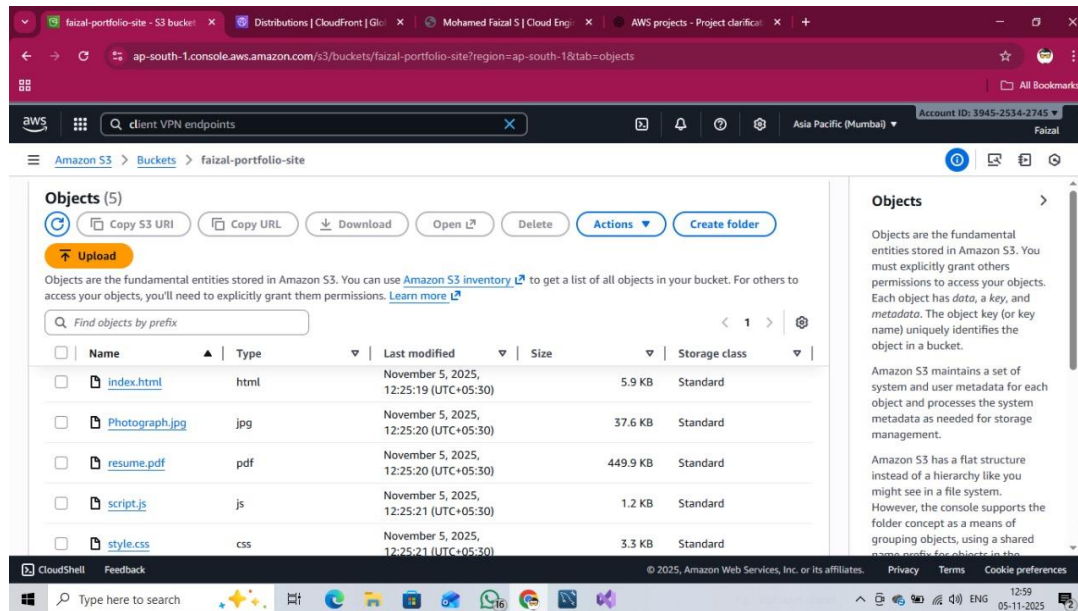 faizal-portfolio-site - S3 bucket
Distributions | CloudFront | Glo
Mohamed Faizal S | Cloud Engi
AWS projects - Project clarificat
ap-south-1.console.aws.amazon.com/s3/buckets/faizal-portfolio-site?region=ap-south-1&tab=objects
All Bookmarks
aws
client VPN endpoints
Asia Pacific (Mumbai)
Account ID: 3945-2534-2745
Faizal
Amazon S3 > Buckets > faizal-portfolio-site
Objects (5)
Copy S3 URI
Copy URL
Download
Open
Delete
Actions
Create folder
Upload
Objects are the fundamental entities stored in Amazon S3. You can use Amazon S3 inventory to get a list of all objects in your bucket. For others to
access your objects, you'll need to explicitly grant them permissions. Learn more
Find objects by prefix
1
Name Type Last modified Size Storage class
index.html html November 5, 2025, 12:25:19 (UTC+05:30) 5.9 KB Standard
Photograph.jpg jpg November 5, 2025, 12:25:20 (UTC+05:30) 37.6 KB Standard
resume.pdf pdf November 5, 2025, 12:25:20 (UTC+05:30) 449.9 KB Standard
script.js js November 5, 2025, 12:25:21 (UTC+05:30) 1.2 KB Standard
style.css css November 5, 2025, 12:25:21 (UTC+05:30) 3.3 KB Standard
Objects
Objects are the fundamental
entities stored in Amazon S3. You
must explicitly grant others
permissions to access your objects.
Each object has data, a key, and
metadata. The object key (or key
name) uniquely identifies the
object in a bucket.
Amazon S3 maintains a set of
system and user metadata for each
object and processes the system
metadata as needed for storage
management.
Amazon S3 has a flat structure
instead of a hierarchy like you
might see in a file system.
However, the console supports the
folder concept as a means of
grouping objects, using a shared
name prefix for objects in the
CloudShell
Feedback
© 2025, Amazon Web Services, Inc. or its affiliates.
Privacy
Terms
Cookie preferences
Type here to search
16
ENG
12:59
05-11-2025
2